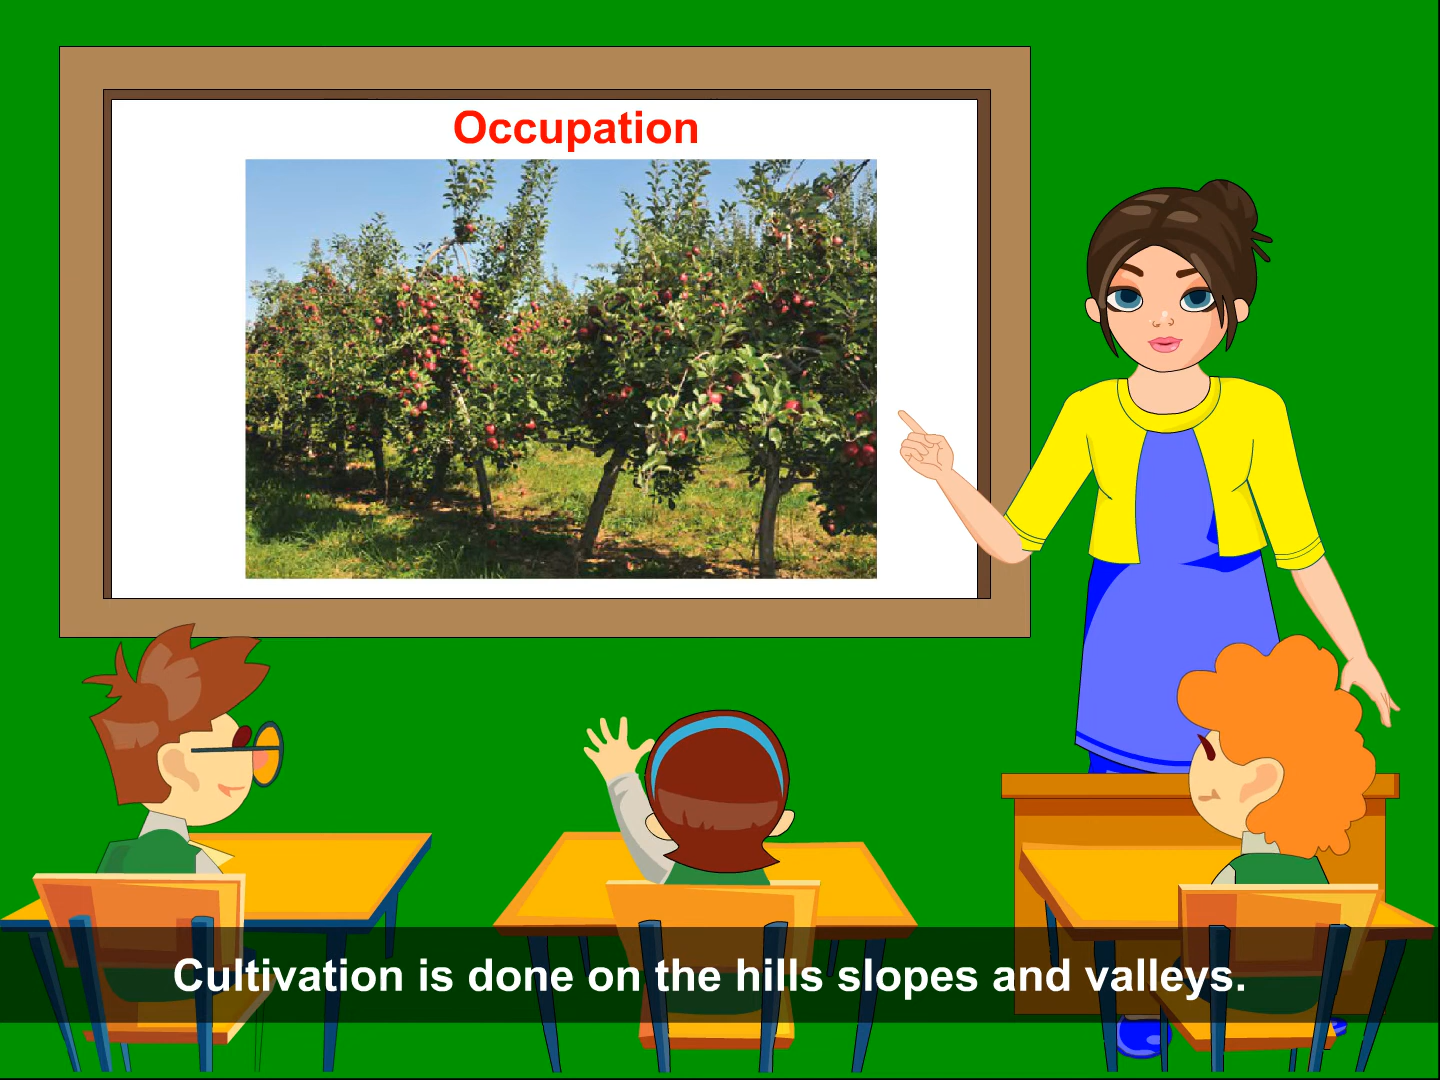 Occupation
Cultivation is done on the hills slopes and valleys.